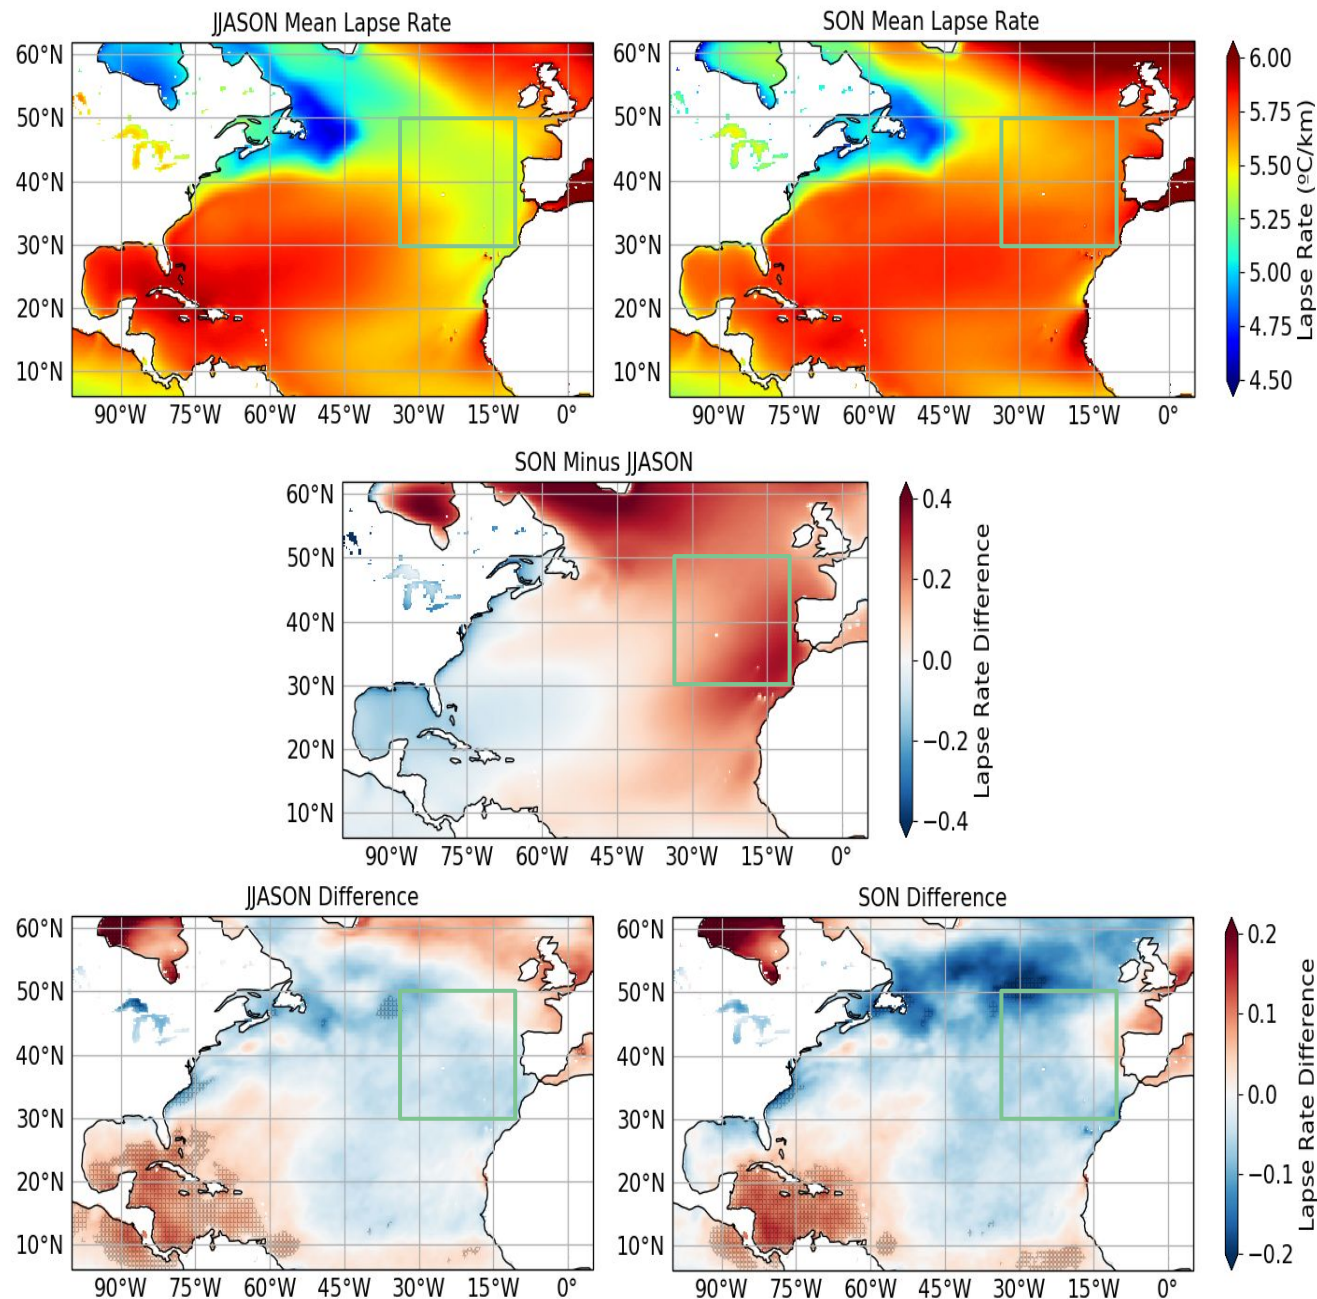 JJASON Mean Lapse Rate
60°N
50°N
40°N
30°N
20°N
10°N
90°W 75°W 60°W 45°W 30°W 15°W 0°
SON Mean Lapse Rate
60°N
50°N
40°N
30°N
20°N
10°N
90°W 75°W 60°W 45°W 30°W 15°W 0°
6.00
5.75
5.50
5.25
5.00
4.75
4.50
Lapse Rate (ºC/km)
SON Minus JJASON
60°N
50°N
40°N
30°N
20°N
10°N
90°W 75°W 60°W 45°W 30°W 15°W 0°
0.4
0.2
0.0
−0.2
−0.4
Lapse Rate Difference
JJASON Difference
60°N
50°N
40°N
30°N
20°N
10°N
90°W 75°W 60°W 45°W 30°W 15°W 0°
SON Difference
60°N
50°N
40°N
30°N
20°N
10°N
90°W 75°W 60°W 45°W 30°W 15°W 0°
0.2
0.1
0.0
−0.1
−0.2
Lapse Rate Difference